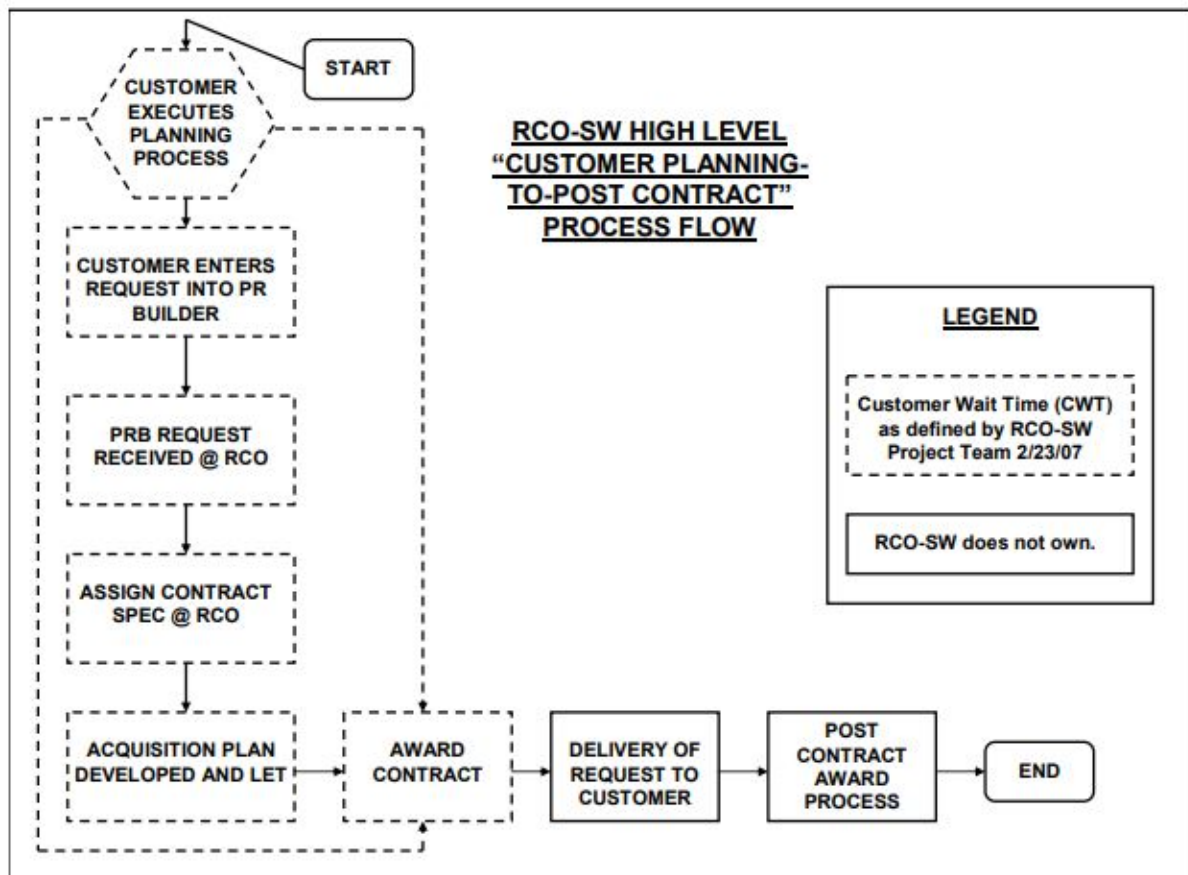 START
CUSTOMER
EXECUTES
PLANNING
PROCESS
RCO-SW HIGH LEVEL
“CUSTOMER PLANNING-
TO-POST CONTRACT”
PROCESS FLOW
CUSTOMER ENTERS
REQUEST INTO PR
BUILDER
PRB REQUEST
RECEIVED @ RCO
ASSIGN CONTRACT
SPEC @ RCO
ACQUISITION PLAN
DEVELOPED AND LET
AWARD
CONTRACT
DELIVERY OF
REQUEST TO
CUSTOMER
POST
CONTRACT
AWARD
PROCESS
END
LEGEND
Customer Wait Time (CWT)
as defined by RCO-SW
Project Team 2/23/07
RCO-SW does not own.